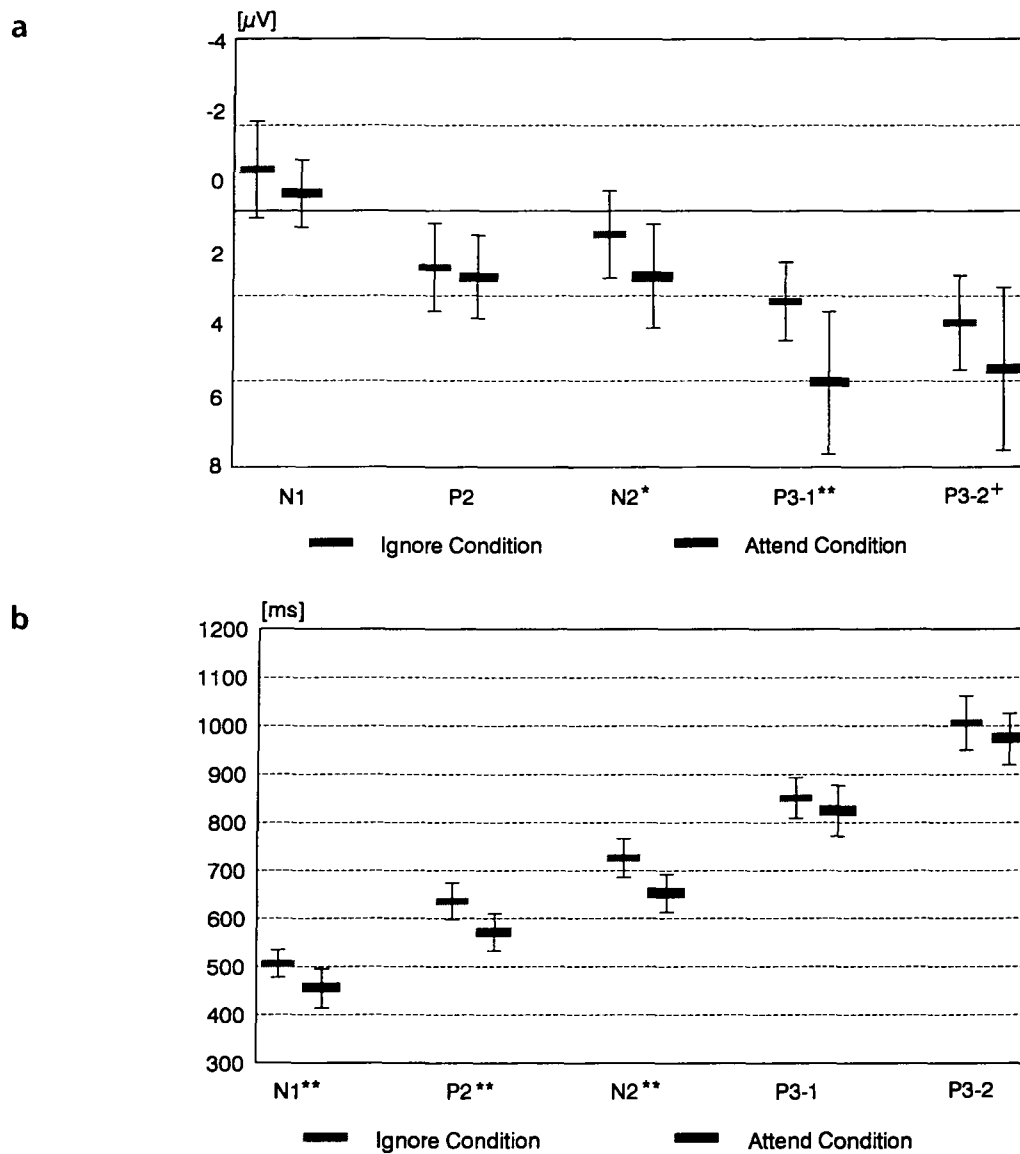 a
[µV]
-4
-2
0
2
4
6
8
N1 P2 N2* P3-1** P3-2+
Ignore Condition Attend Condition
b
[ms]
1200
1100
1000
900
800
700
600
500
400
300
N1** P2** N2** P3-1 P3-2
Ignore Condition Attend Condition